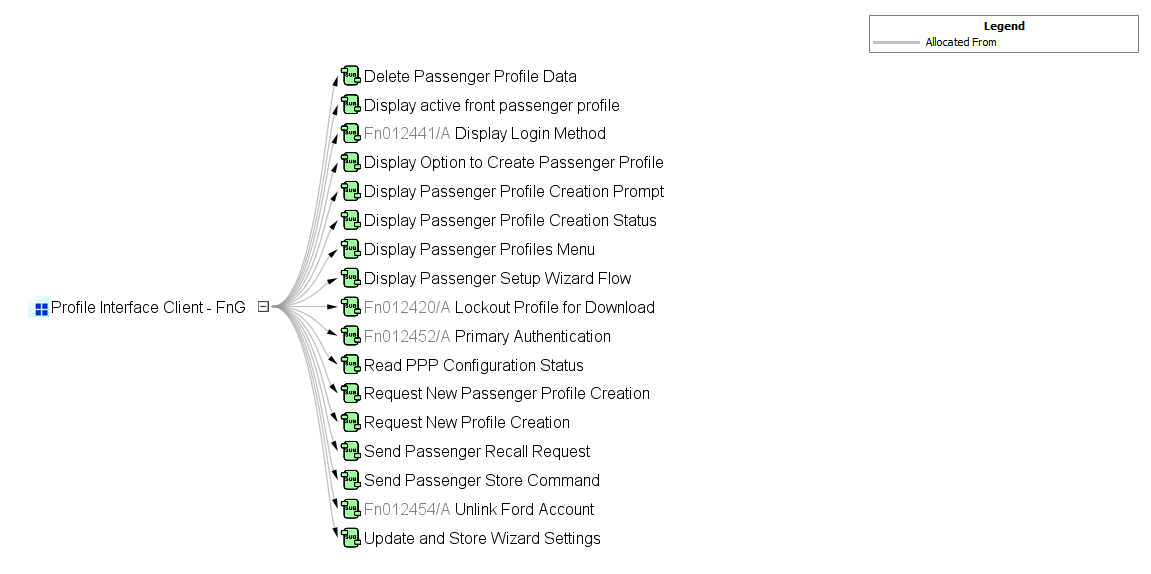 Legend
Allocated From
Delete Passenger Profile Data
Display active front passenger profile
Fn012441/A Display Login Method
Display Option to Create Passenger Profile
Display Passenger Profile Creation Prompt
Display Passenger Profile Creation Status
Display Passenger Profiles Menu
Display Passenger Setup Wizard Flow
Profile Interface Client - FnG
Fn012420/A Lockout Profile for Download
Fn012452/A Primary Authentication
Read PPP Configuration Status
Request New Passenger Profile Creation
Request New Profile Creation
Send Passenger Recall Request
Send Passenger Store Command
Fn012454/A Unlink Ford Account
Update and Store Wizard Settings